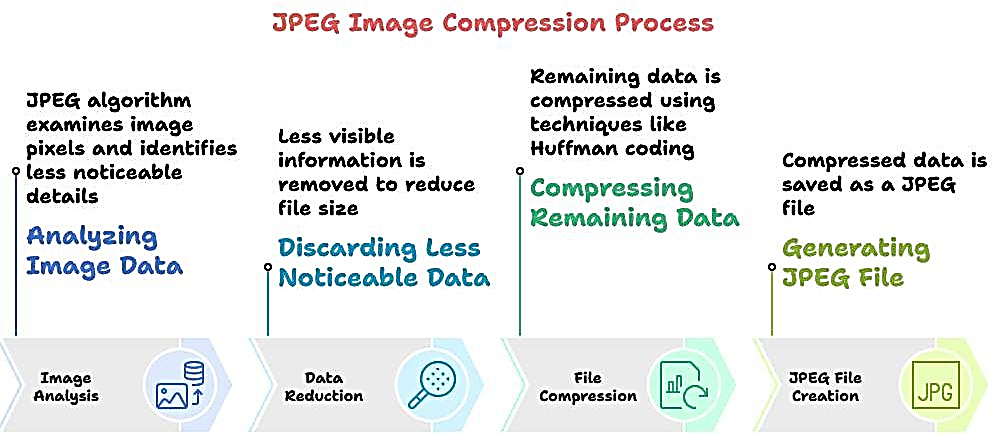 JPEG Image Compression Process
JPEG algorithm
examines image
pixels and identifies
less noticeable
details
Analyzing
Image Data
Less visible
information is
removed to reduce
file size
Discarding Less
Noticeable Data
Remaining data is
compressed using
techniques like
Huffman coding
Compressing
Remaining Data
Compressed data is
saved as a JPEG
file
Generating
JPEG File
Image
Analysis
Data
Reduction
File
Compression
JPEG File
Creation
JPG